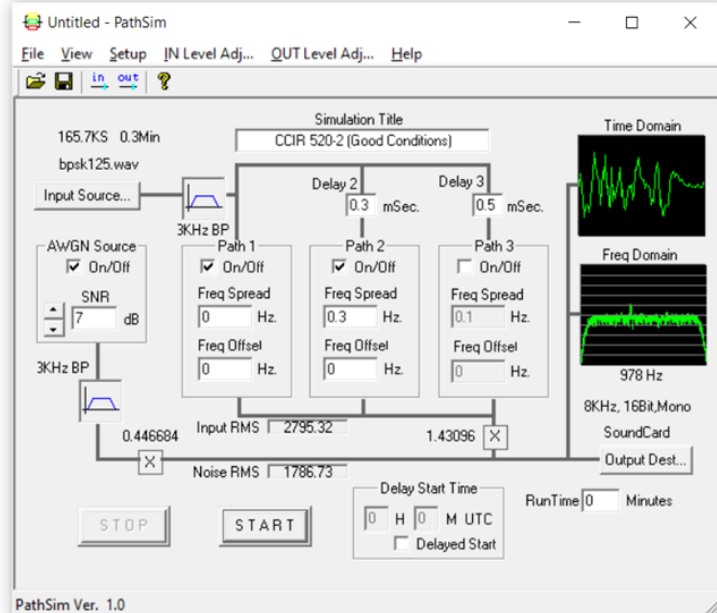 Untitled - PathSim
File View Setup IN Level Adj... OUT Level Adj... Help
in out ?
Simulation Title
CCIR 520-2 (Good Conditions)
165.7KS 0.3Min
bpsk125.wav
Input Source...
3KHz BP
Delay 2
0.3 mSec.
Delay 3
0.5 mSec.
Time Domain
AWGN Source
On/Off
SNR
7 dB
3KHz BP
Path 1
On/Off
Freq Spread
0 Hz.
Freq Offset
0 Hz.
Path 2
On/Off
Freq Spread
0.3 Hz.
Freq Offset
0 Hz.
Path 3
On/Off
Freq Spread
0.1 Hz.
Freq Offset
0 Hz.
Freq Domain
978 Hz
8KHz, 16Bit,Mono
SoundCard
Output Dest...
0.446684
X
Input RMS 2795.32
1.43096 X
Noise RMS 1786.73
Delay Start Time
0 H 0 M UTC
Delayed Start
RunTime 0 Minutes
STOP
START
PathSim Ver. 1.0